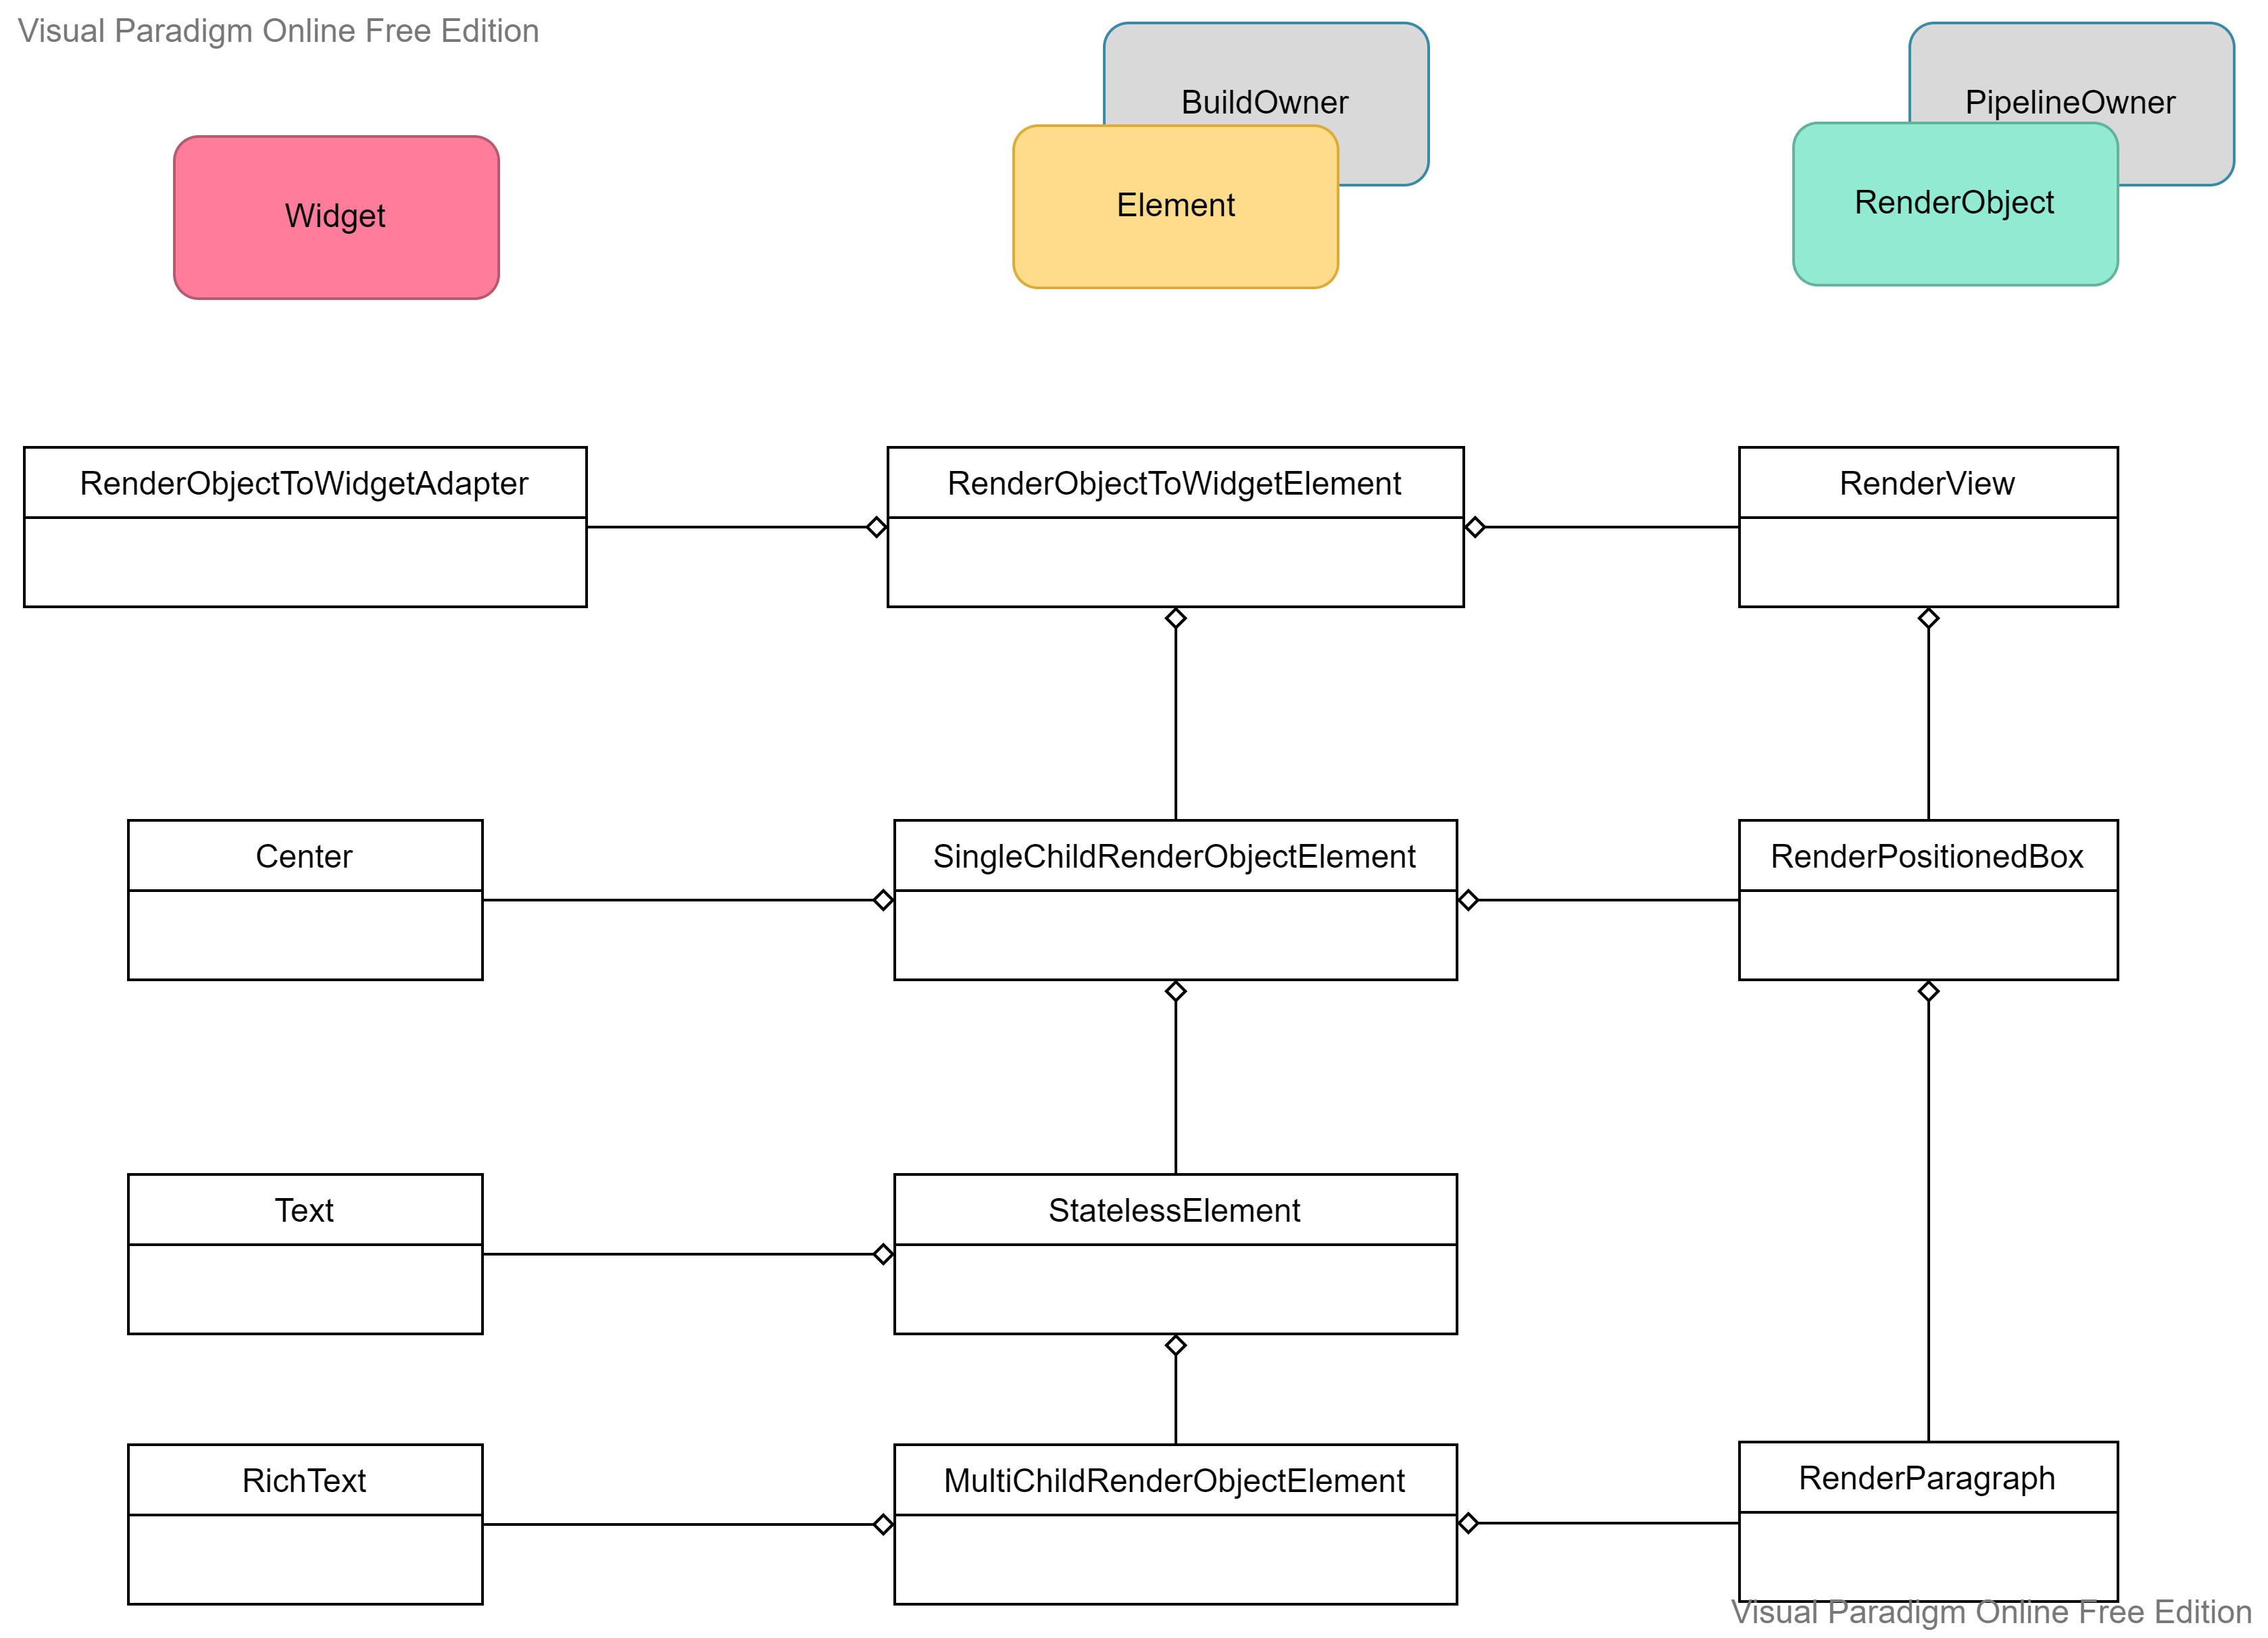 Visual Paradigm Online Free Edition
BuildOwner
PipelineOwner
Widget
Element
RenderObject
RenderObjectToWidgetAdapter
RenderObjectToWidgetElement
RenderView
Center
SingleChildRenderObjectElement
RenderPositionedBox
Text
StatelessElement
RichText
MultiChildRenderObjectElement
RenderParagraph
Visual Paradigm Online Free Edition